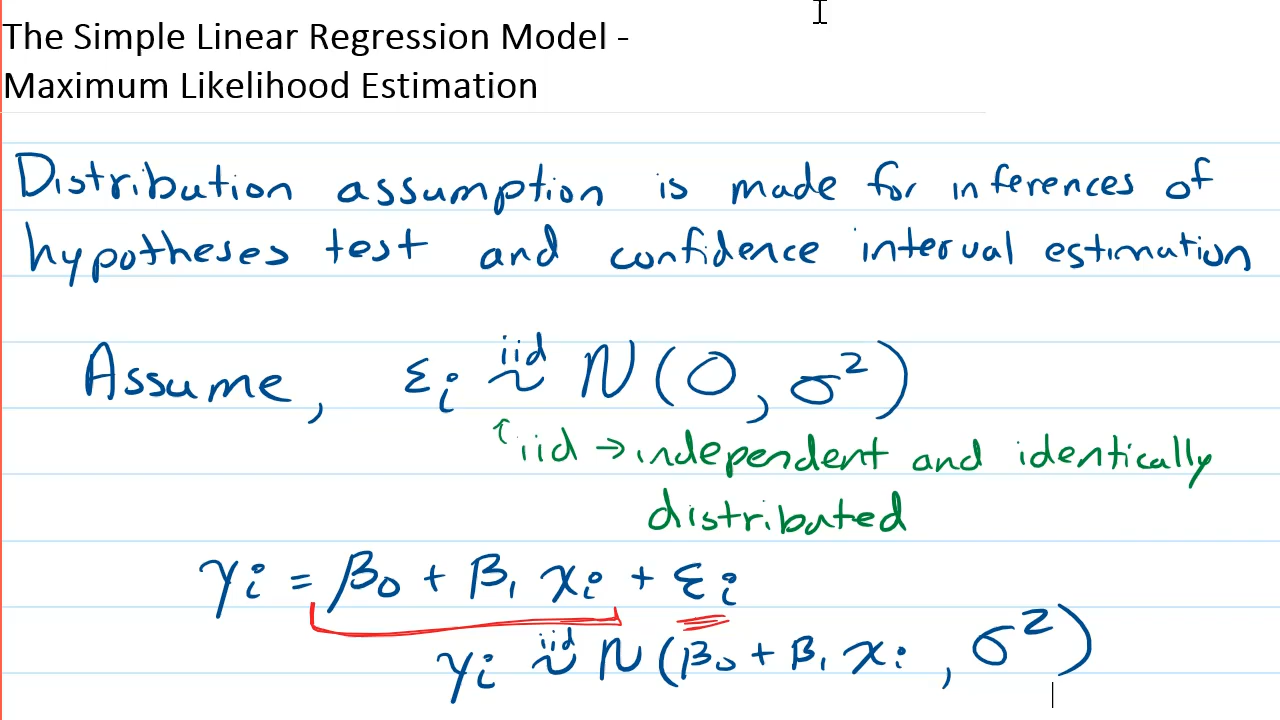 The Simple Linear Regression Model -
Maximum Likelihood Estimation
Distribution assumption is made for inferences of
hypotheses test and confidence interval estimation
Assume, εᵢ iid ~ N(0, σ²)
↑ iid → independent and identically
distributed
yᵢ = β₀ + β₁ xᵢ + εᵢ
yᵢ iid ~ N(β₀ + β₁ xᵢ, σ²)